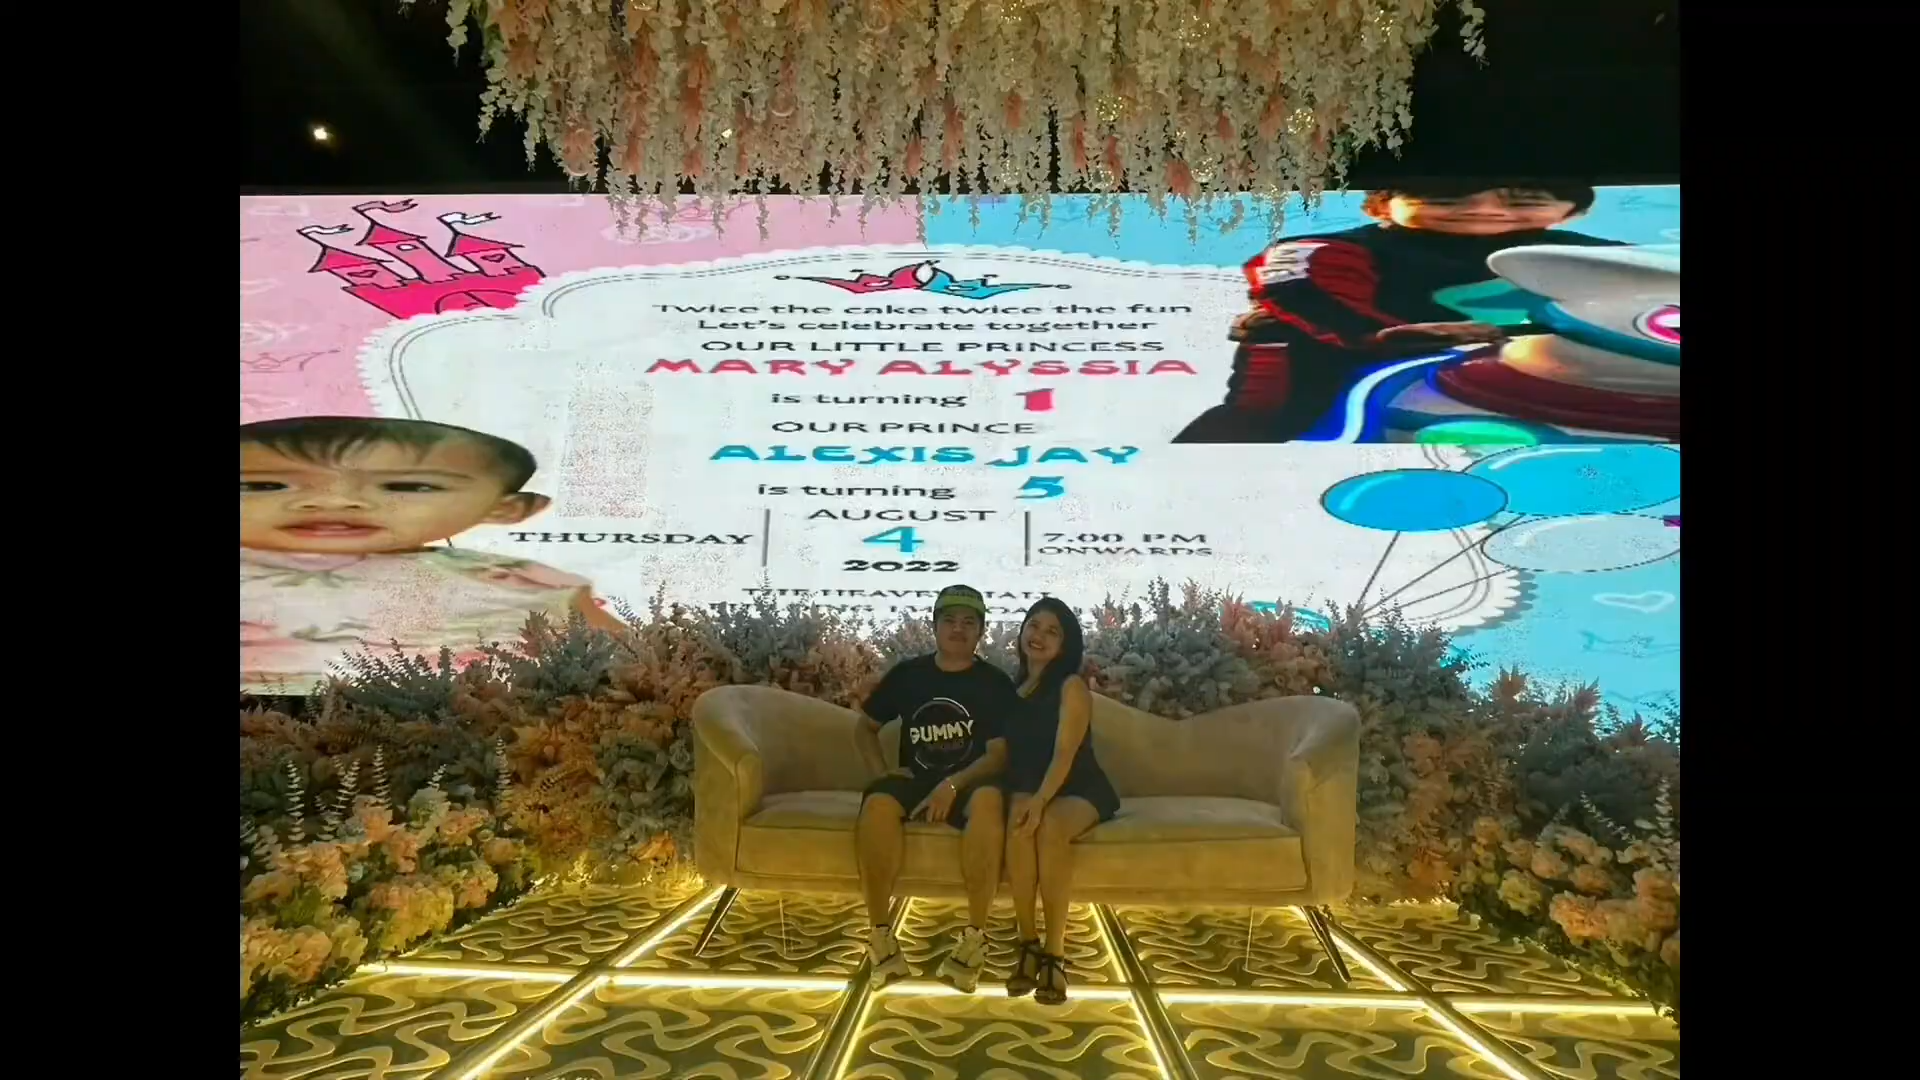 Twice the cake twice the fun
Let's celebrate together
OUR LITTLE PRINCESS
MARY ALYSSIA
is turning 1
OUR PRINCE
ALEXIS JAY
is turning 5
AUGUST
THURSDAY 4 7.00 PM
ONWARDS
2022
GUMMY